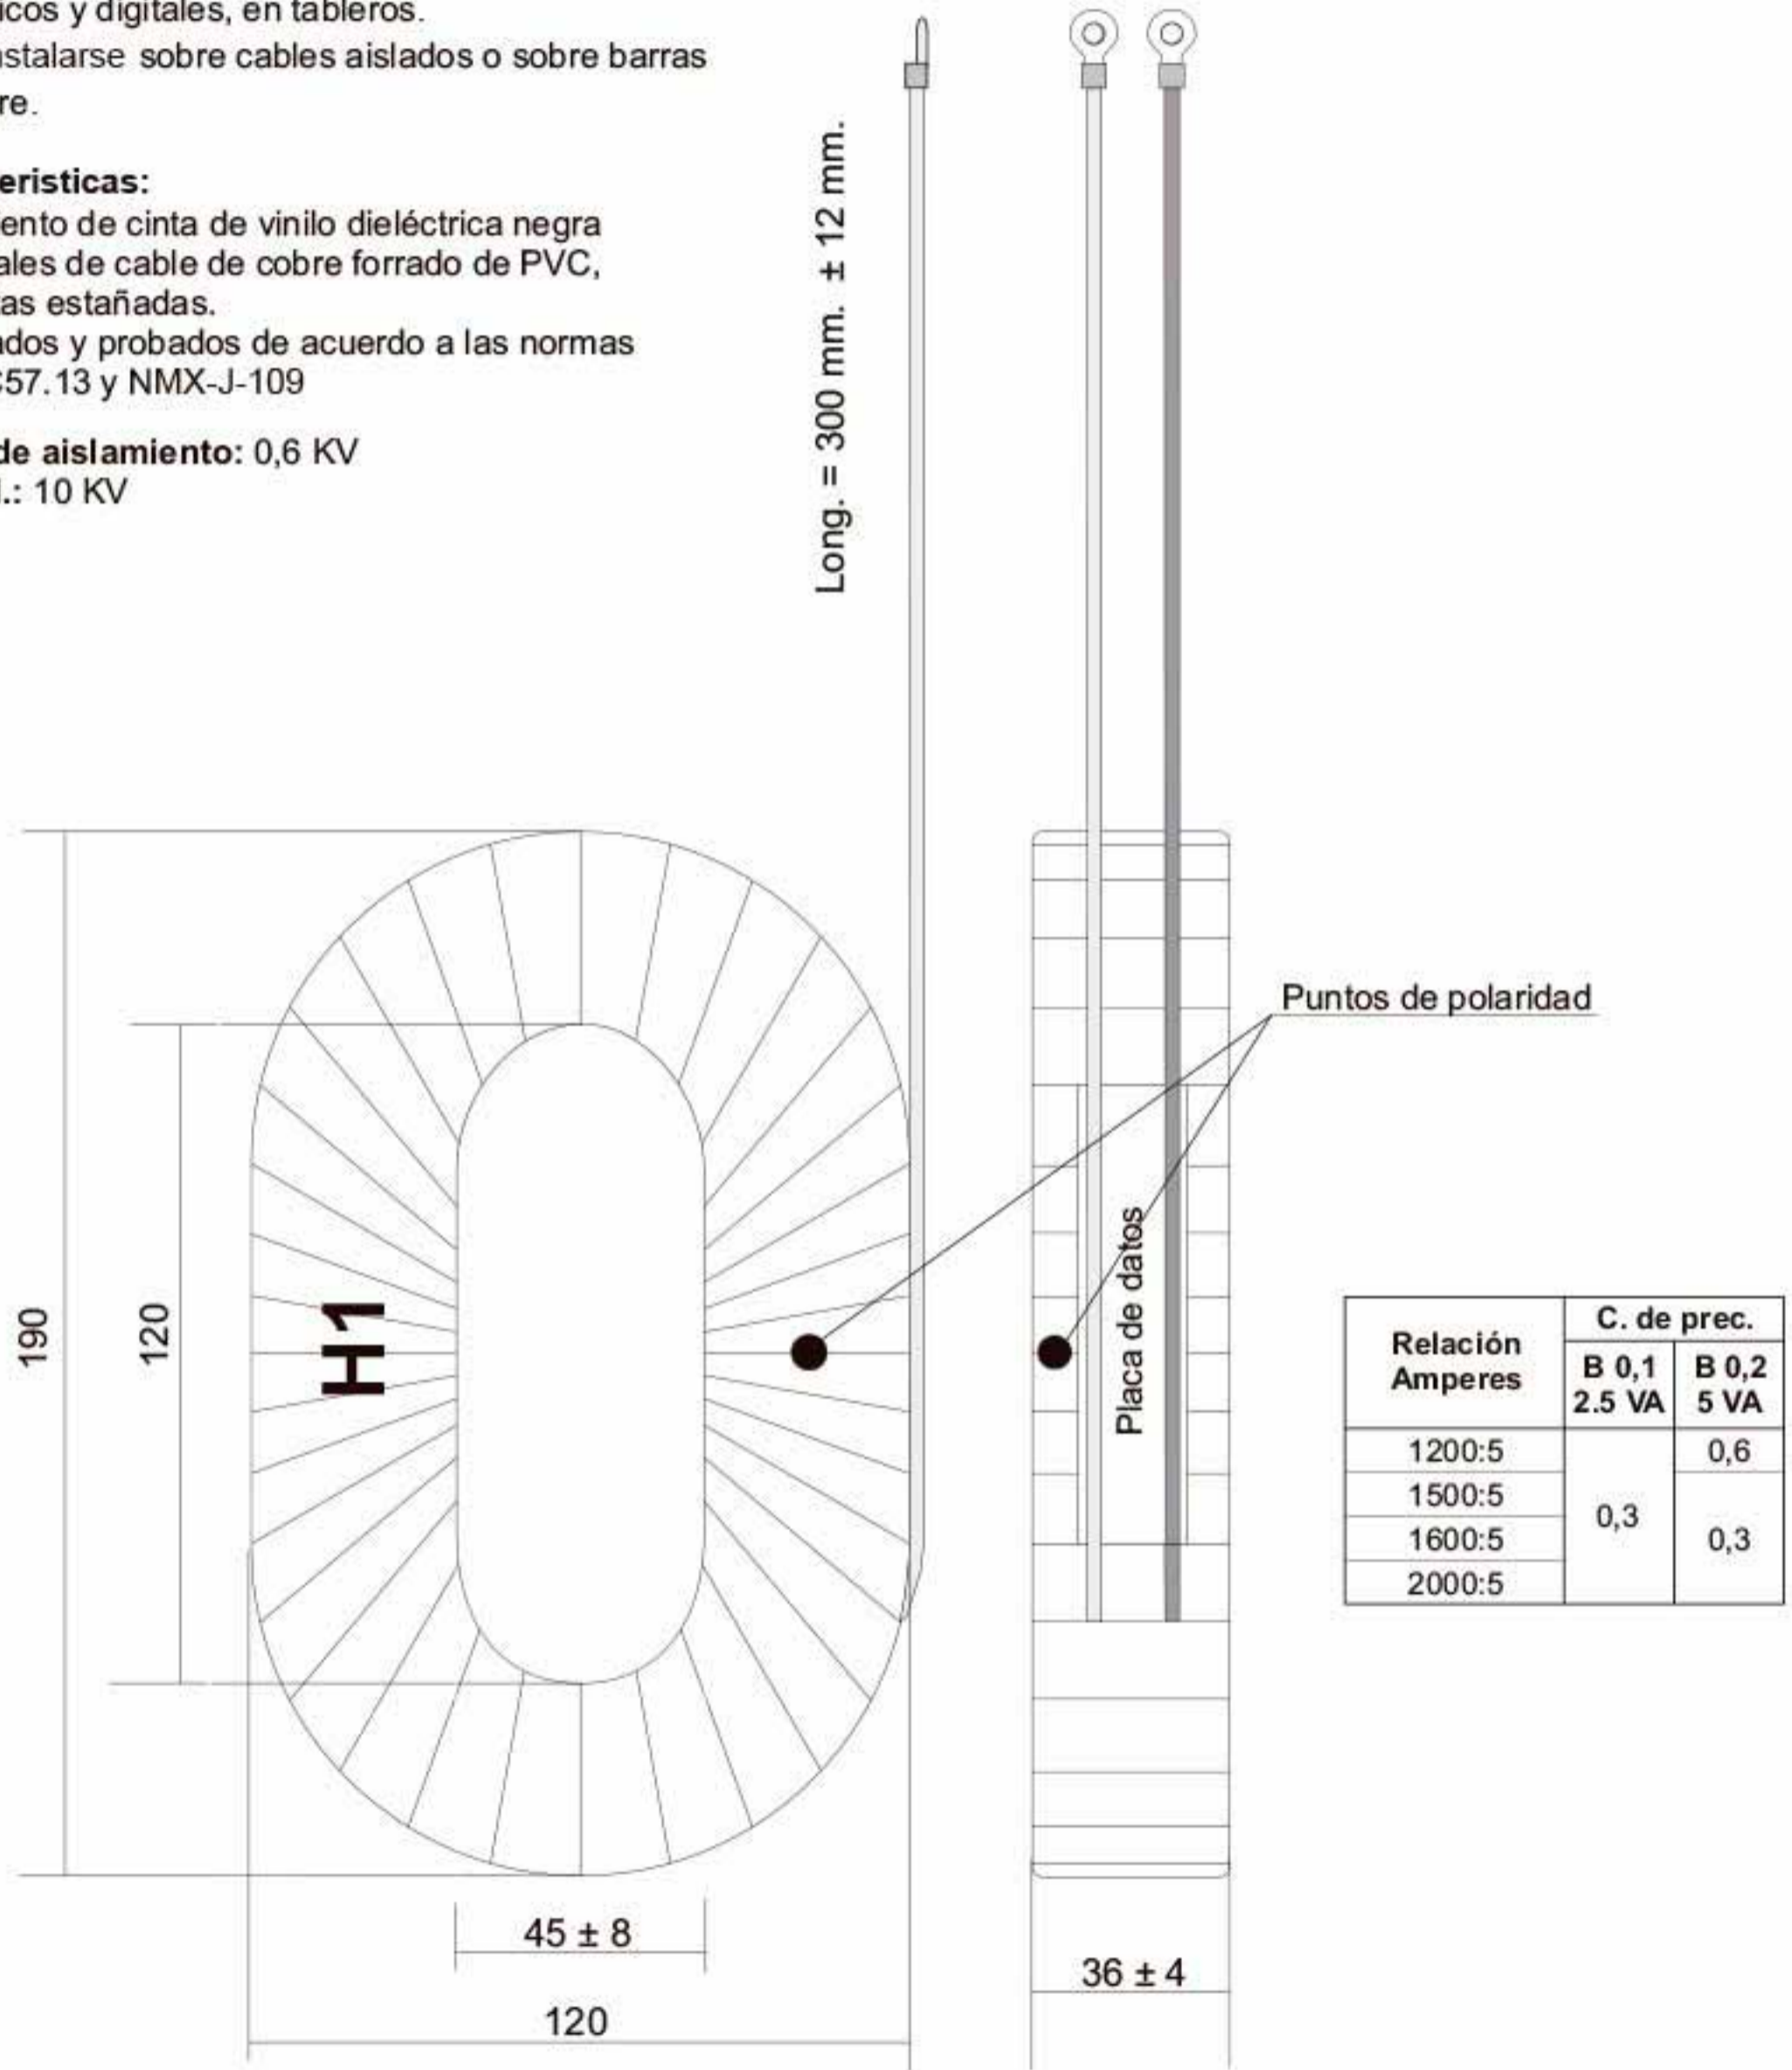 icos y digitales, en tableros.
stalarse sobre cables aislados o sobre barras
re.
eristicas:
ento de cinta de vinilo dieléctrica negra
ales de cable de cobre forrado de PVC,
as estañadas.
ados y probados de acuerdo a las normas
C57.13 y NMX-J-109
de aislamiento: 0,6 KV
.: 10 KV
Long. = 300 mm. ± 12 mm.
Puntos de polaridad
190
120
H1
Placa de datos
Relación
Amperes
C. de prec.
B 0,1
2.5 VA
B 0,2
5 VA
1200:5
0,6
1500:5
0,3
1600:5
0,3
2000:5
45 ± 8
36 ± 4
120